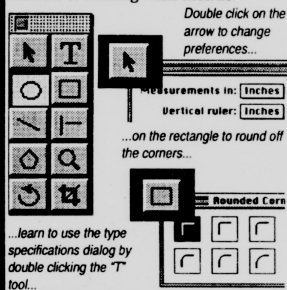 Double click on the
arrow to change
preferences...
T
Measurements in: Inches
Vertical ruler: Inches
...on the rectangle to round off
the corners...
Rounded Corn
...learn to use the type
specifications dialog by
double clicking the "T"
tool...